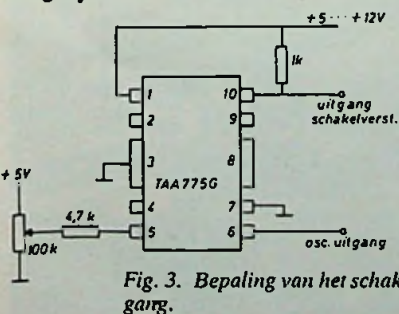 +5 ···· +12V
1k
1
10
uitgang
schakelverst.
2
9
3
8
TAA775G
+5V
4
7
4,7 k
5
6
100k
osc. uitgang
Fig. 3. Bepaling van het schak
gang.